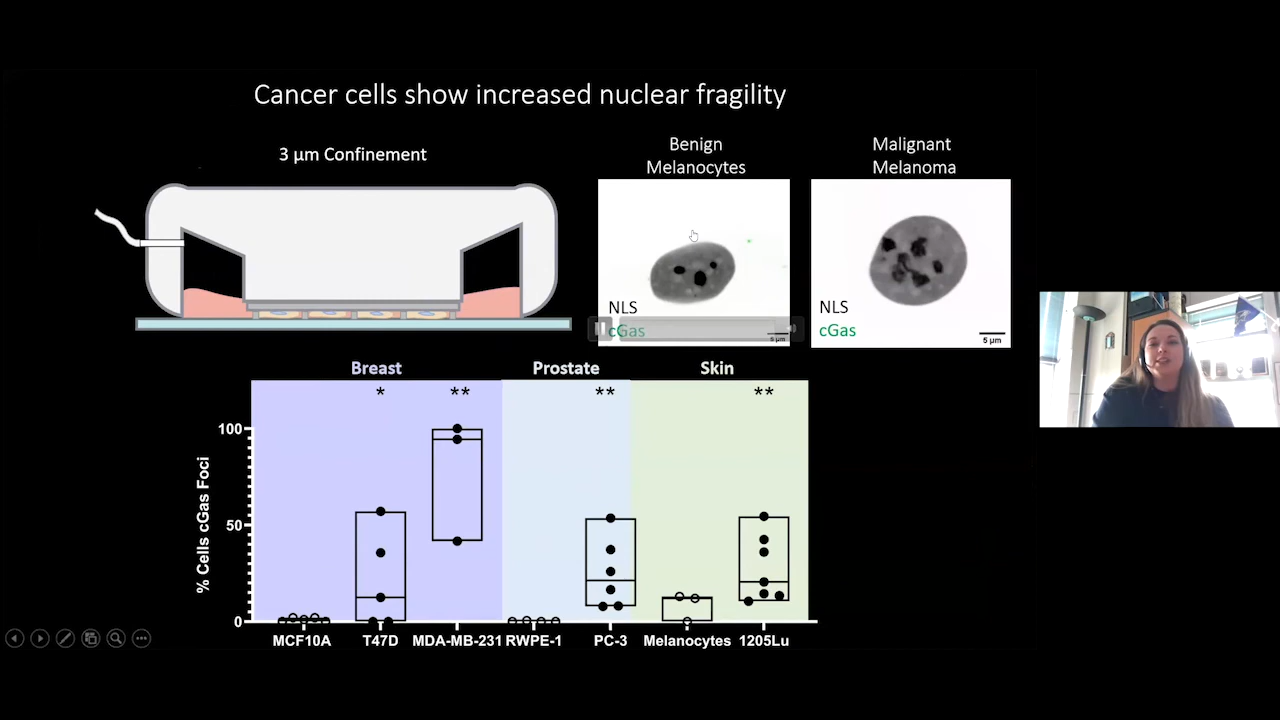 Cancer cells show increased nuclear fragility
3 µm Confinement
Benign
Melanocytes
Malignant
Melanoma
NLS
cGas
5 µm
NLS
cGas
5 µm
Breast
Prostate
Skin
*
**
**
**
% Cells cGas Foci
100
50
0
MCF10A
T47D
MDA-MB-231
RWPE-1
PC-3
Melanocytes
1205Lu